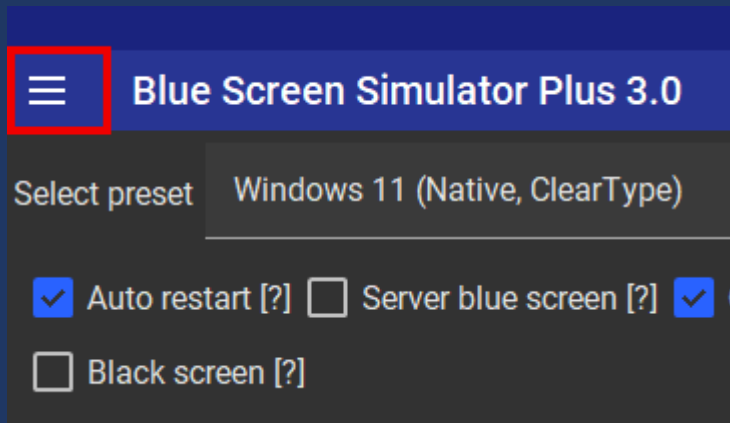 Blue Screen Simulator Plus 3.0
Select preset Windows 11 (Native, ClearType)
Auto restart [?] Server blue screen [?]
Black screen [?]